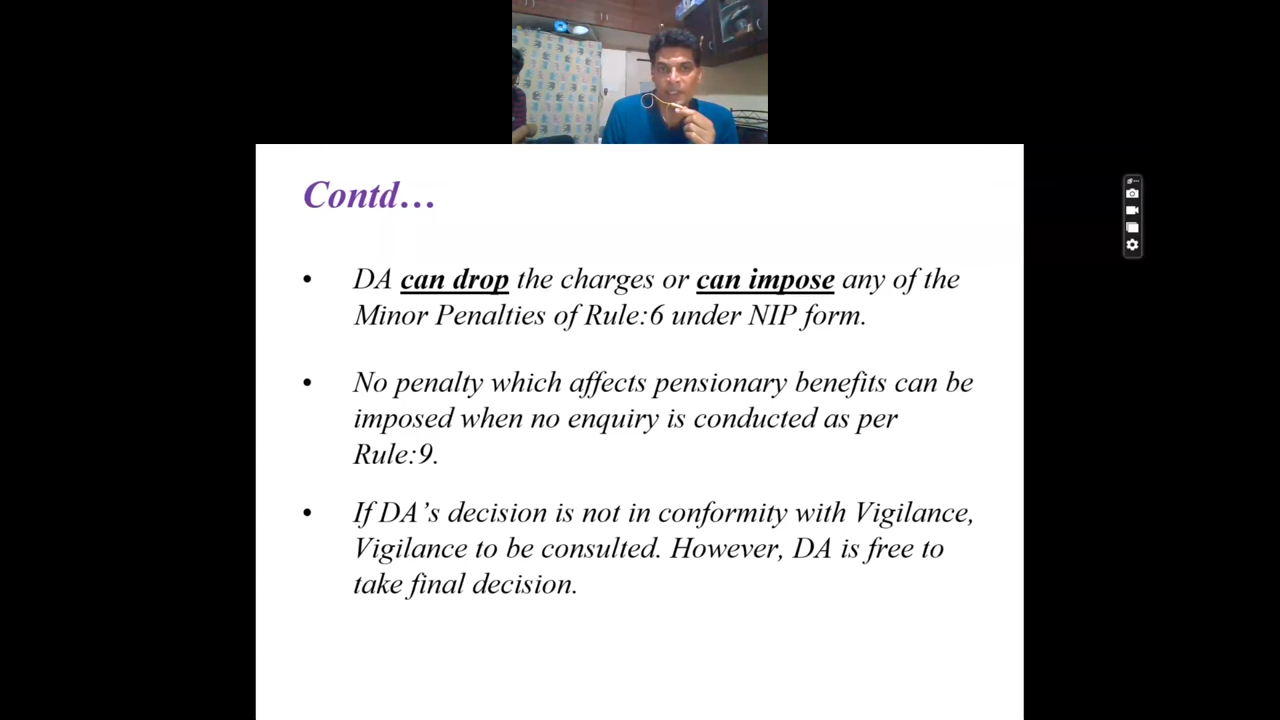 Contd…
• DA can drop the charges or can impose any of the
Minor Penalties of Rule:6 under NIP form.
• No penalty which affects pensionary benefits can be
imposed when no enquiry is conducted as per
Rule:9.
• If DA’s decision is not in conformity with Vigilance,
Vigilance to be consulted. However, DA is free to
take final decision.